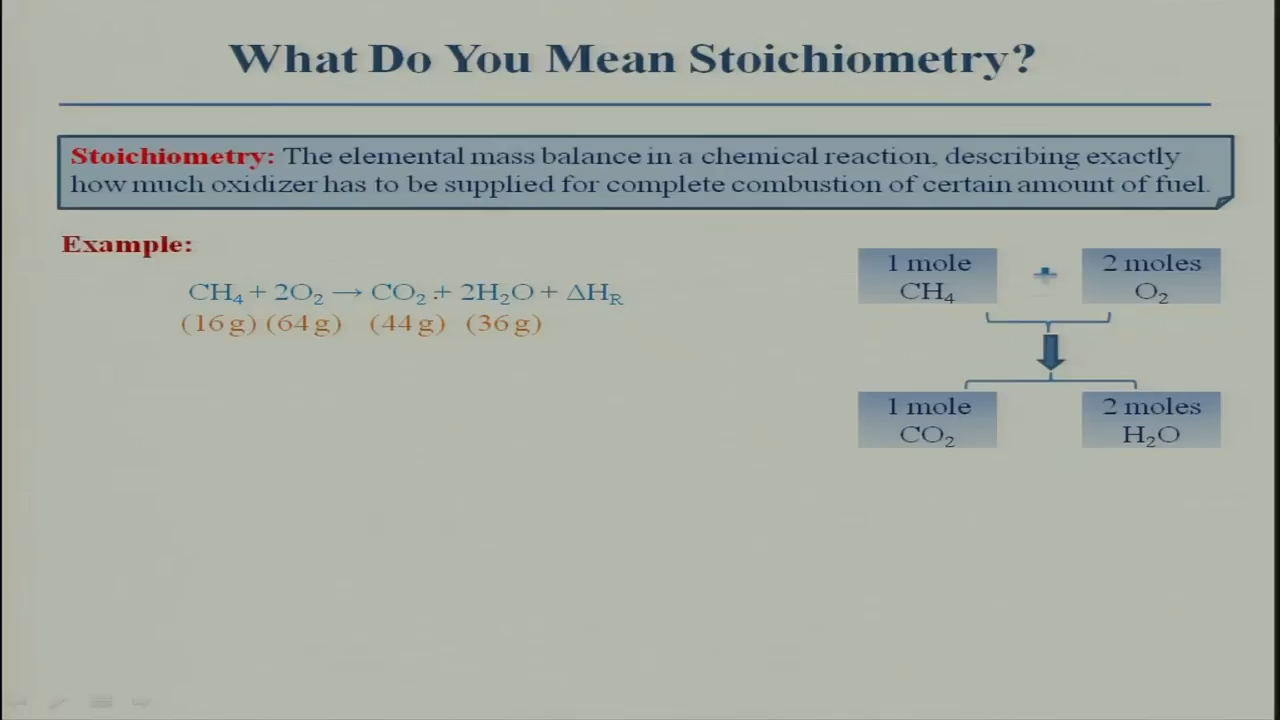 What Do You Mean Stoichiometry?
Stoichiometry: The elemental mass balance in a chemical reaction, describing exactly
how much oxidizer has to be supplied for complete combustion of certain amount of fuel.
Example:
CH₄ + 2O₂ → CO₂ + 2H₂O + ΔH_R
(16 g) (64 g) (44 g) (36 g)
1 mole
CH₄
+
2 moles
O₂
1 mole
CO₂
2 moles
H₂O